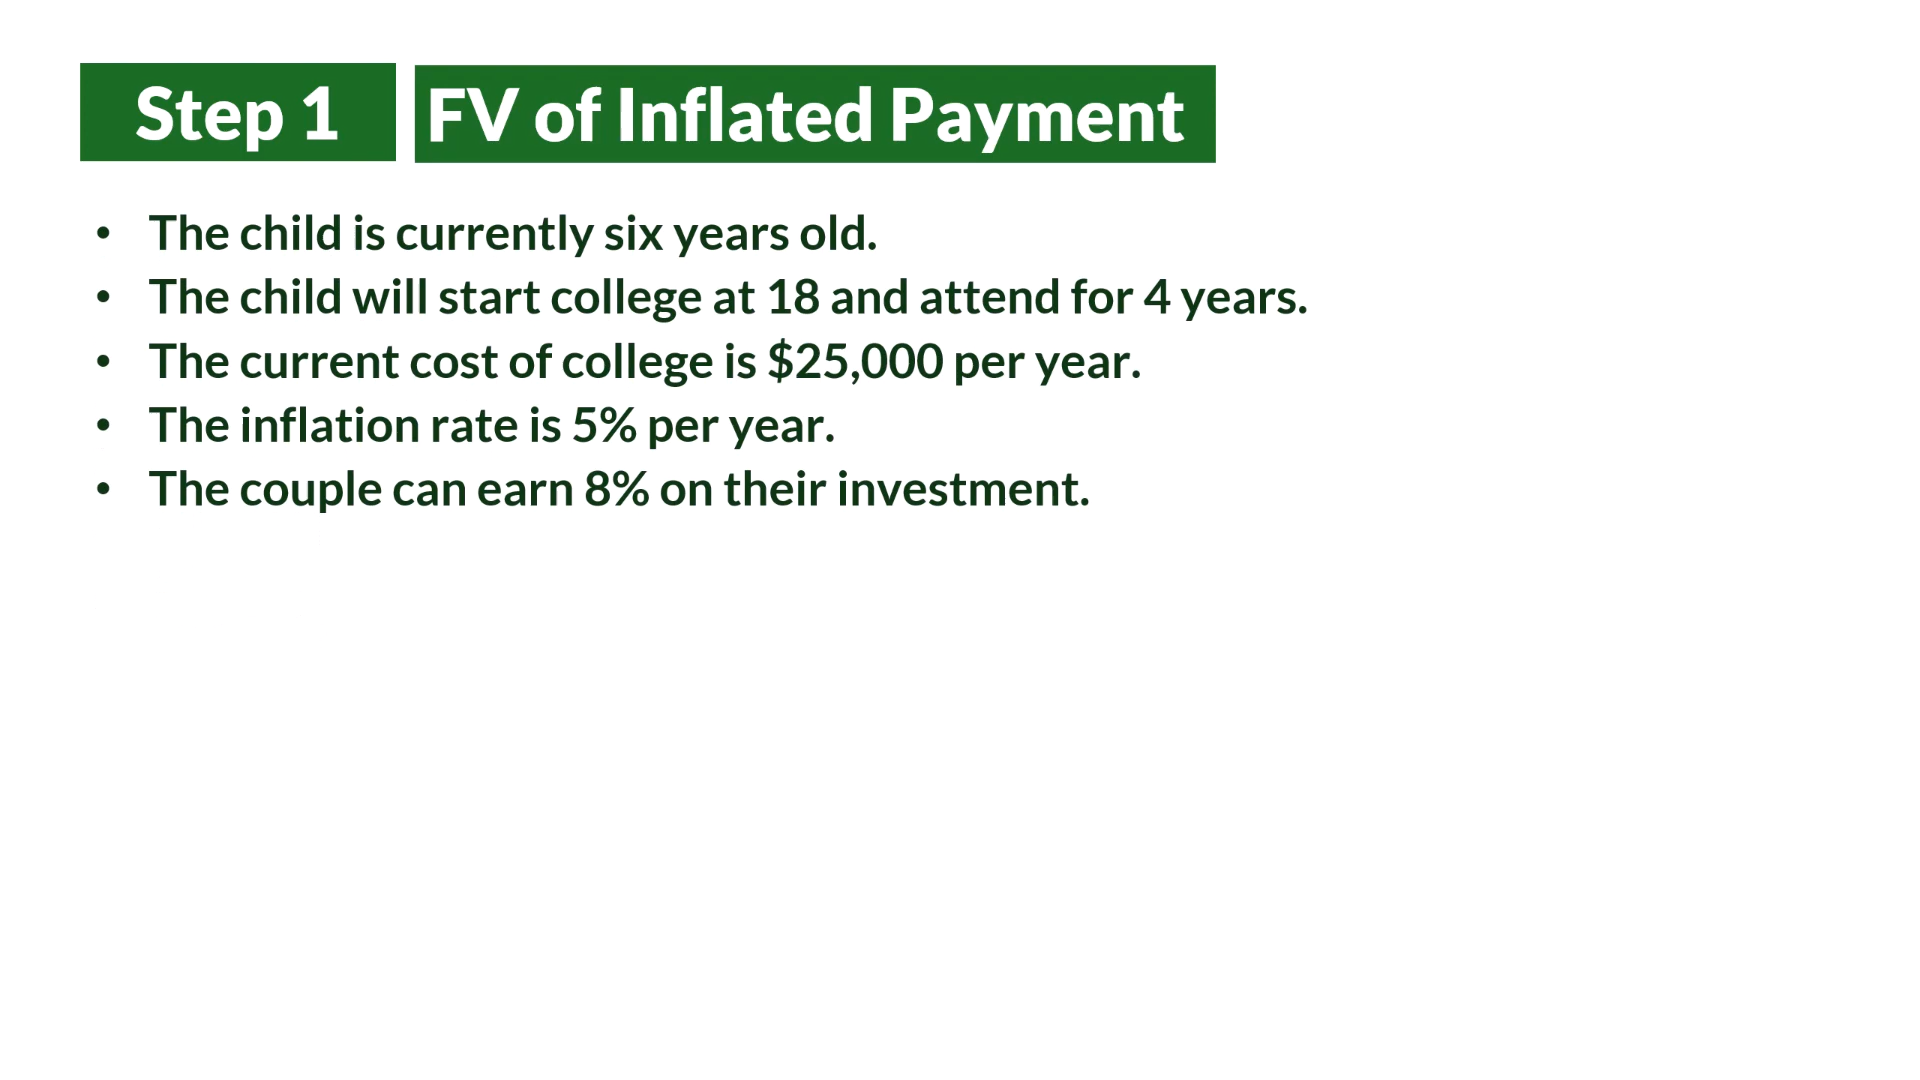 Step 1 FV of Inflated Payment
• The child is currently six years old.
• The child will start college at 18 and attend for 4 years.
• The current cost of college is $25,000 per year.
• The inflation rate is 5% per year.
• The couple can earn 8% on their investment.